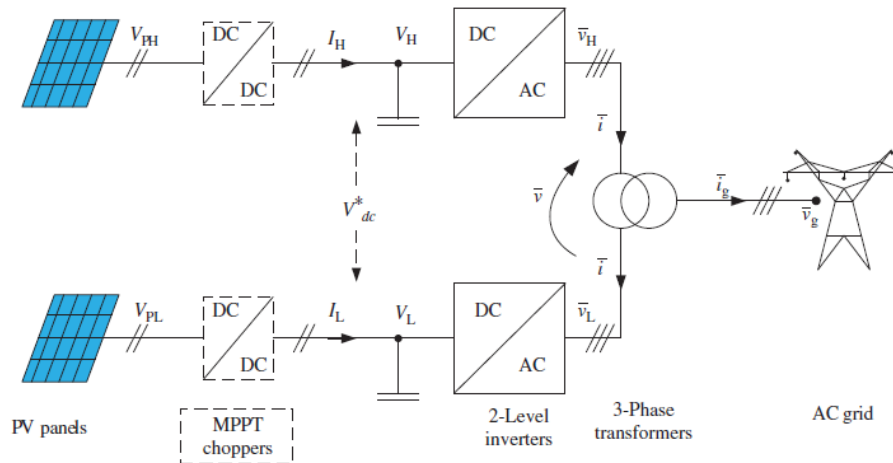 V_PH
DC
DC
I_H
V_H
DC
AC
v̅_H
i̅
v̅
i̅_g
v̅_g
V*_dc
i̅
V_PL
DC
DC
I_L
V_L
DC
AC
v̅_L
PV panels
MPPT
choppers
2-Level
inverters
3-Phase
transformers
AC grid